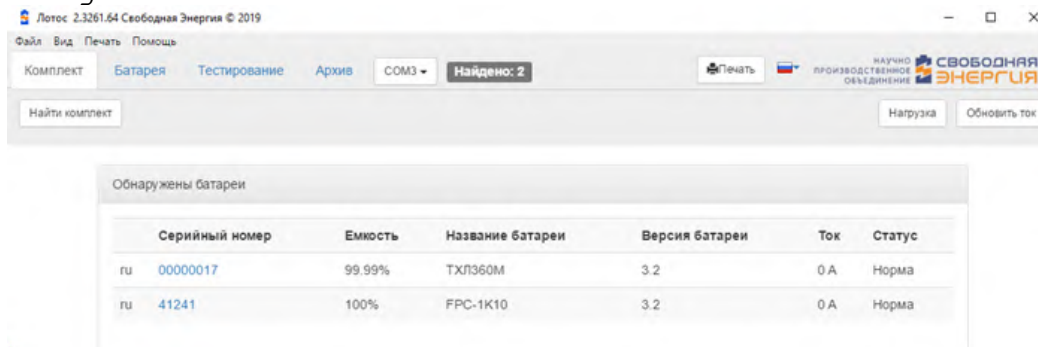 Лотос 2.3261.64 Свободная Энергия © 2019
Файл Вид Печать Помощь
Комплект Батарея Тестирование Архив COM3 Найдено: 2 Печать НАУЧНО ПРОИЗВОДСТВЕННОЕ ОБЪЕДИНЕНИЕ СВОБОДНАЯ ЭНЕРГИЯ
Найти комплект Нагрузка Обновить ток
Обнаружены батареи
Серийный номер Емкость Название батареи Версия батареи Ток Статус
ru 00000017 99.99% ТХЛ360М 3.2 0 A Норма
ru 41241 100% FPC-1K10 3.2 0 A Норма